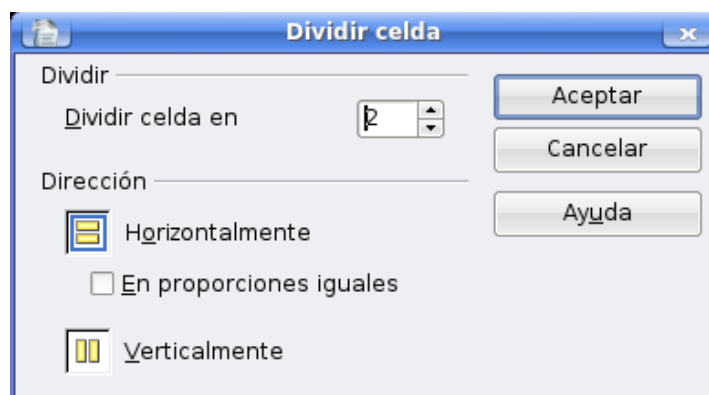 Dividir celda
Dividir
Dividir celda en 2
Dirección
Horizontalmente
En proporciones iguales
Verticalmente
Aceptar
Cancelar
Ayuda